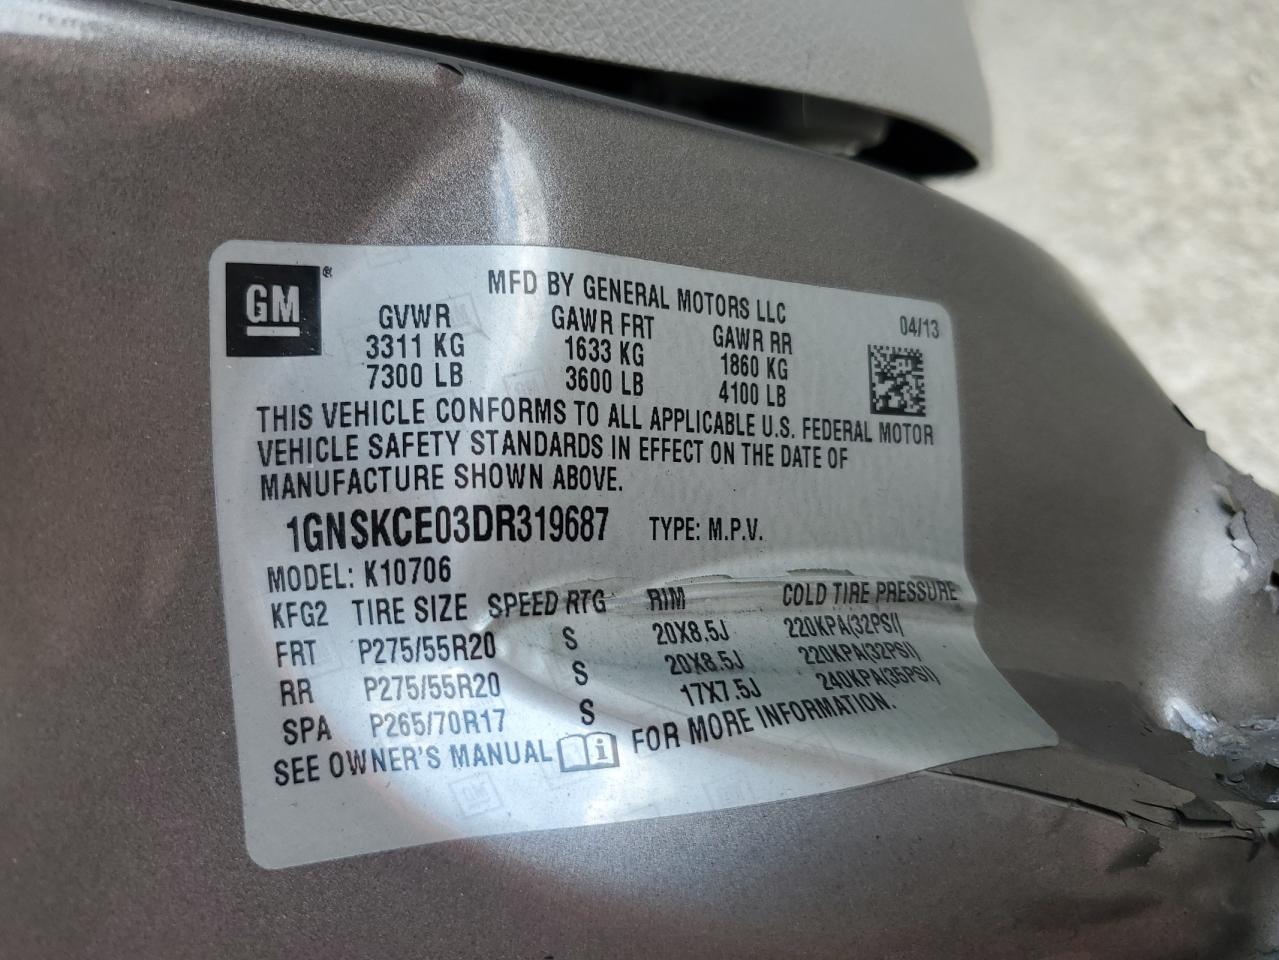 GM®
MFD BY GENERAL MOTORS LLC
GVWR GAWR FRT GAWR RR 04/13
3311 KG 1633 KG 1860 KG
7300 LB 3600 LB 4100 LB
THIS VEHICLE CONFORMS TO ALL APPLICABLE U.S. FEDERAL MOTOR
VEHICLE SAFETY STANDARDS IN EFFECT ON THE DATE OF
MANUFACTURE SHOWN ABOVE.
1GNSKCE03DR319687 TYPE: M.P.V.
MODEL: K10706
KFG2 TIRE SIZE SPEED RTG RIM COLD TIRE PRESSURE
FRT P275/55R20 S 20X8.5J 220KPA(32PSI)
RR P275/55R20 S 20X8.5J 220KPA(32PSI)
SPA P265/70R17 S 17X7.5J 240KPA(35PSI)
SEE OWNER'S MANUAL i FOR MORE INFORMATION.